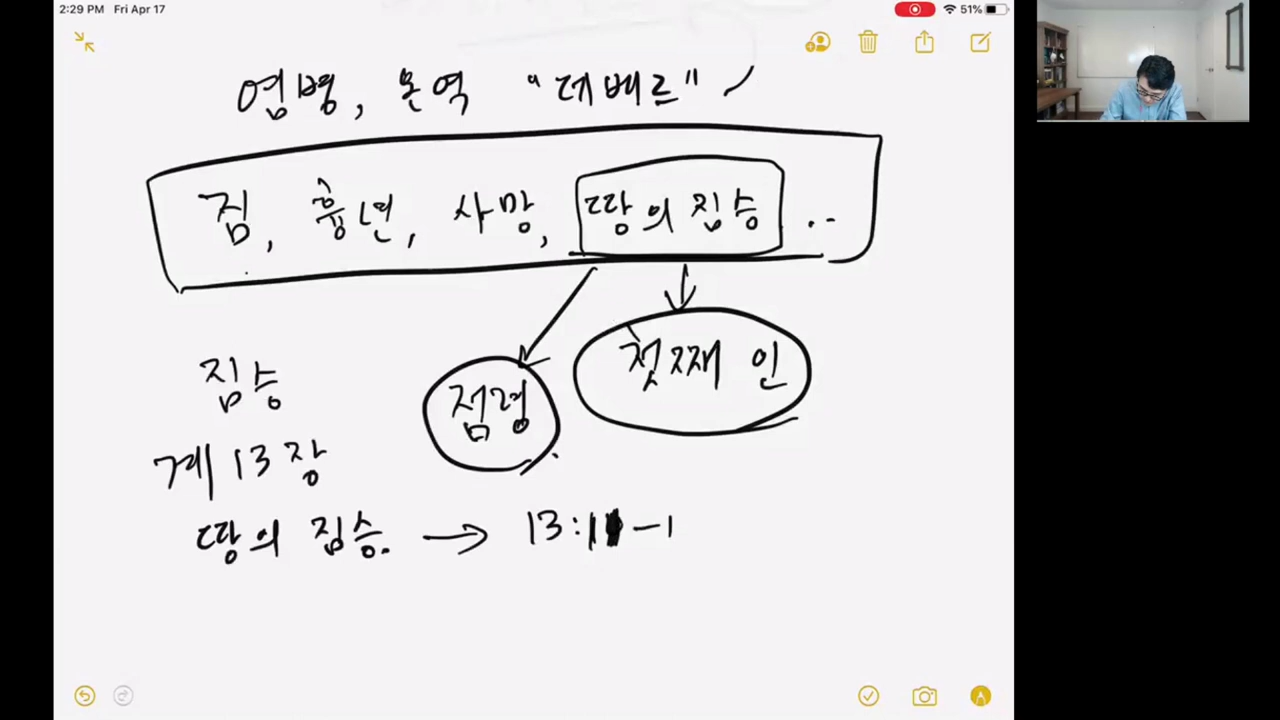 2:29 PM Fri Apr 17 51%
염병, 온역 "데베르"
검, 흉년, 사망, 땅의 짐승 ..
첫째 인
점령
짐승
계 13장
땅의 짐승. → 13:11-1